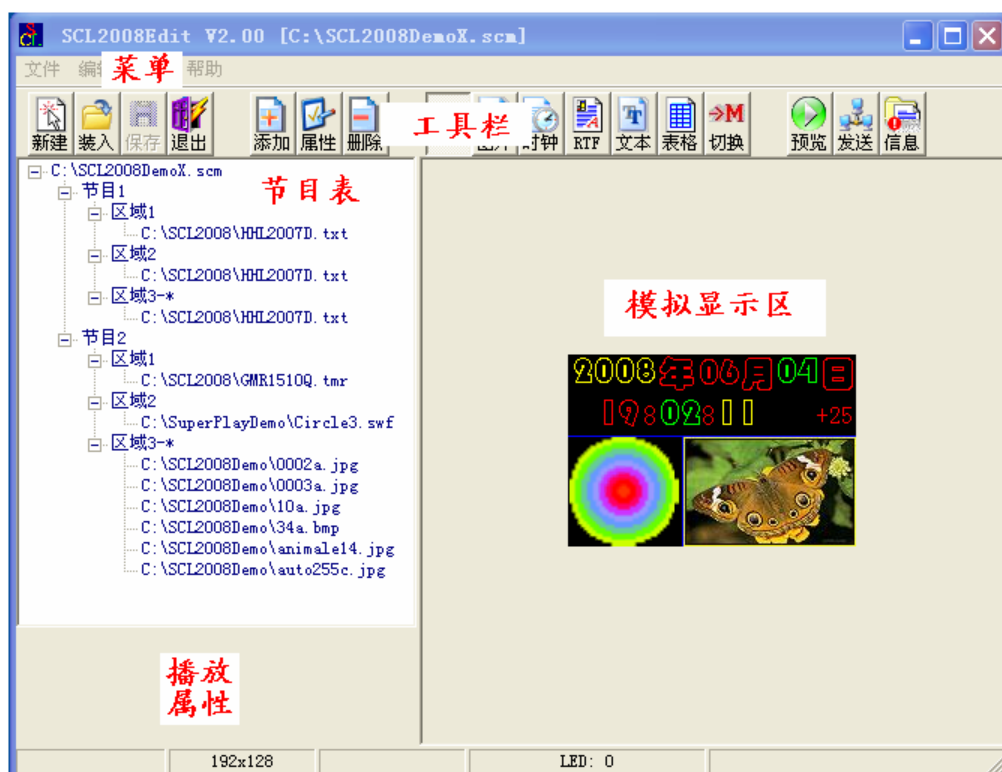 SCL2008Edit V2.00 [C:\SCL2008DemoX.scm]
文件 编辑 菜单 帮助
新建 装入 保存 退出 添加 属性 删除 工具栏 时钟 RTF 文本 表格 切换 预览 发送 信息
C:\SCL2008DemoX.scm
节目表
节目1
区域1
C:\SCL2008\HHL2007D.txt
区域2
C:\SCL2008\HHL2007D.txt
区域3-*
C:\SCL2008\HHL2007D.txt
节目2
区域1
C:\SCL2008\GMR1510Q.tmr
区域2
C:\SuperPlayDemo\Circle3.swf
区域3-*
C:\SCL2008Demo\0002a.jpg
C:\SCL2008Demo\0003a.jpg
C:\SCL2008Demo\10a.jpg
C:\SCL2008Demo\34a.bmp
C:\SCL2008Demo\animale14.jpg
C:\SCL2008Demo\auto255c.jpg
模拟显示区
2008年06月04日
19:02:11 +25
播放
属性
192x128 LED: 0